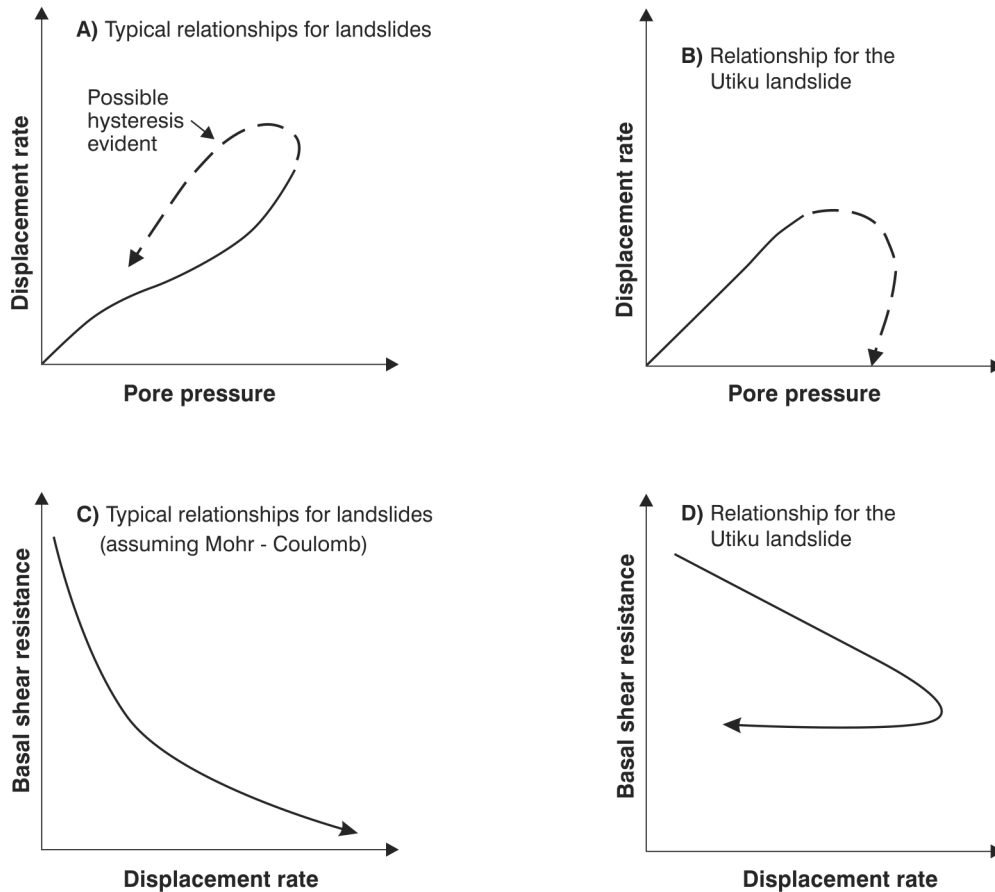 A) Typical relationships for landslides
Possible
hysteresis
evident
Displacement rate
Pore pressure
B) Relationship for the
Utiku landslide
Displacement rate
Pore pressure
C) Typical relationships for landslides
(assuming Mohr - Coulomb)
Basal shear resistance
Displacement rate
D) Relationship for the
Utiku landslide
Basal shear resistance
Displacement rate